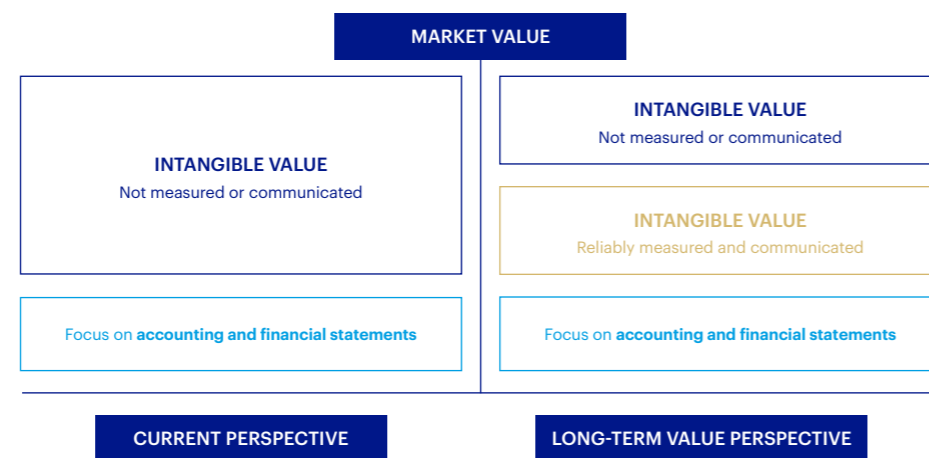 MARKET VALUE
INTANGIBLE VALUE
Not measured or communicated
Focus on accounting and financial statements
INTANGIBLE VALUE
Not measured or communicated
INTANGIBLE VALUE
Reliably measured and communicated
Focus on accounting and financial statements
CURRENT PERSPECTIVE
LONG-TERM VALUE PERSPECTIVE